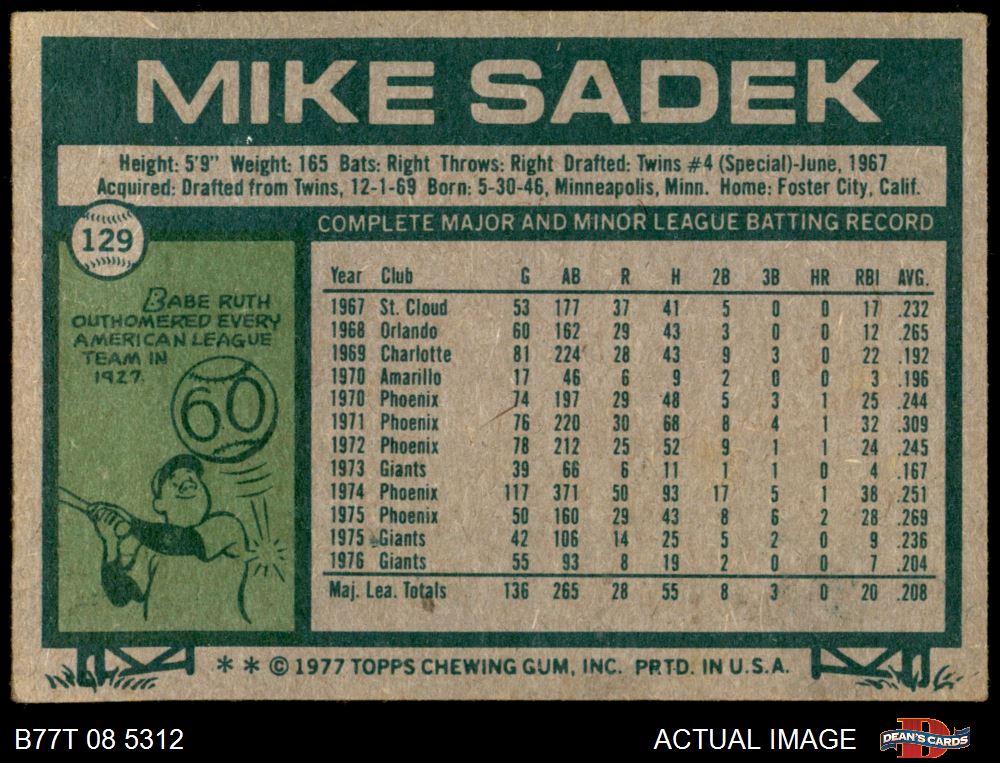 MIKE SADEK
Height: 5'9" Weight: 165 Bats: Right Throws: Right Drafted: Twins #4 (Special)-June, 1967
Acquired: Drafted from Twins, 12-1-69 Born: 5-30-46, Minneapolis, Minn. Home: Foster City, Calif.
129
COMPLETE MAJOR AND MINOR LEAGUE BATTING RECORD
BABE RUTH
OUTHOMERED EVERY
AMERICAN LEAGUE
TEAM IN
1927.
60
Year Club G AB R H 2B 3B HR RBI AVG.
1967 St. Cloud 53 177 37 41 5 0 0 17 .232
1968 Orlando 60 162 29 43 3 0 0 12 .265
1969 Charlotte 81 224 28 43 9 3 0 22 .192
1970 Amarillo 17 46 6 9 2 0 0 3 .196
1970 Phoenix 74 197 29 48 5 3 1 25 .244
1971 Phoenix 76 220 30 68 8 4 1 32 .309
1972 Phoenix 78 212 25 52 9 1 1 24 .245
1973 Giants 39 66 6 11 1 1 0 4 .167
1974 Phoenix 117 371 50 93 17 5 1 38 .251
1975 Phoenix 50 160 29 43 8 6 2 28 .269
1975 Giants 42 106 14 25 5 2 0 9 .236
1976 Giants 55 93 8 19 2 0 0 7 .204
Maj. Lea. Totals 136 265 28 55 8 3 0 20 .208
* * © 1977 TOPPS CHEWING GUM, INC. PRTD. IN U.S.A.
B77T 08 5312
ACTUAL IMAGE
D
DEAN'S CARDS